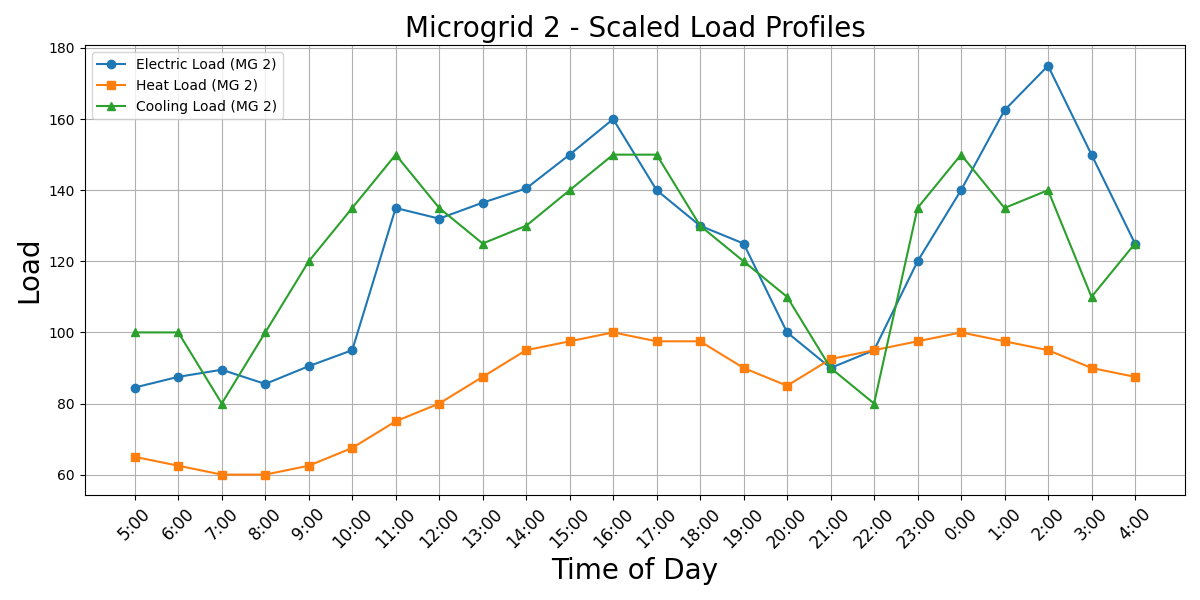 Microgrid 2 - Scaled Load Profiles
Electric Load (MG 2)
Heat Load (MG 2)
Cooling Load (MG 2)
Load
180
160
140
120
100
80
60
5:00 6:00 7:00 8:00 9:00 10:00 11:00 12:00 13:00 14:00 15:00 16:00 17:00 18:00 19:00 20:00 21:00 22:00 23:00 0:00 1:00 2:00 3:00 4:00
Time of Day